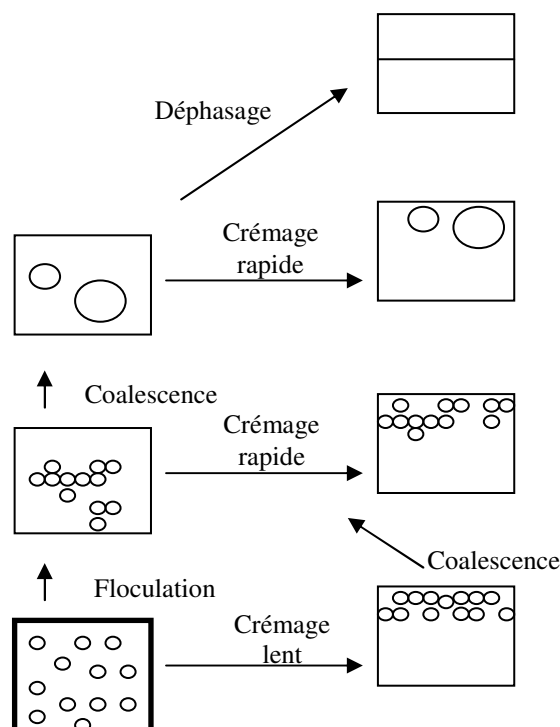 Déphasage
Crémage
rapide
Coalescence
Crémage
rapide
Coalescence
Floculation
Crémage
lent